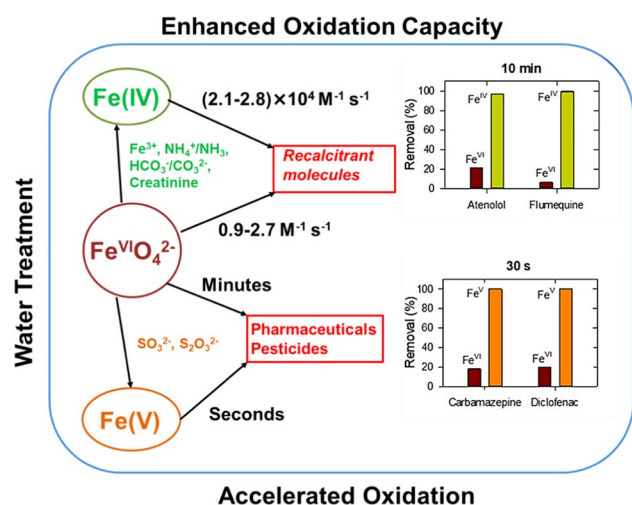 Enhanced Oxidation Capacity
Water Treatment
Fe(IV)
(2.1-2.8)×10⁴ M⁻¹ s⁻¹
Fe³⁺, NH₄⁺/NH₃,
HCO₃⁻/CO₃²⁻,
Creatinine
Recalcitrant
molecules
Fe^VIO₄²⁻
0.9-2.7 M⁻¹ s⁻¹
Minutes
SO₃²⁻, S₂O₃²⁻
Pharmaceuticals
Pesticides
Fe(V)
Seconds
10 min
Removal (%)
100
80
60
40
20
0
Fe^VI
Fe^IV
Fe^VI
Fe^IV
Atenolol
Flumequine
30 s
Removal (%)
100
80
60
40
20
0
Fe^VI
Fe^V
Fe^VI
Fe^V
Carbamazepine
Diclofenac
Accelerated Oxidation